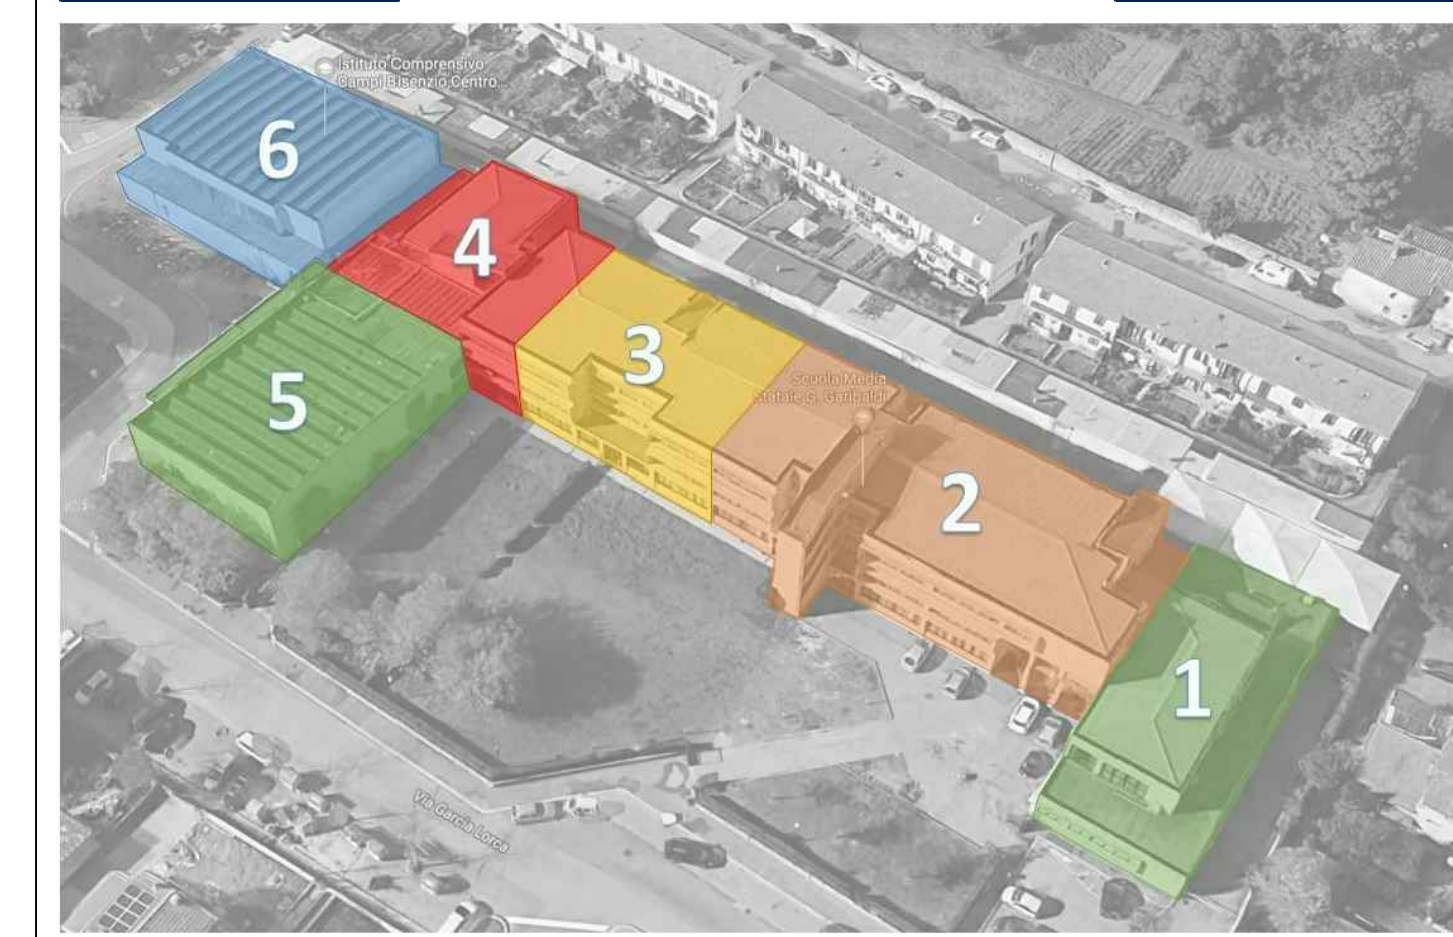 Istituto Comprensivo
Campi Bisenzio Centro...
6
4
3
5
Scuola Media
Statale G. Garibaldi
2
1
Via Garcia Lorca